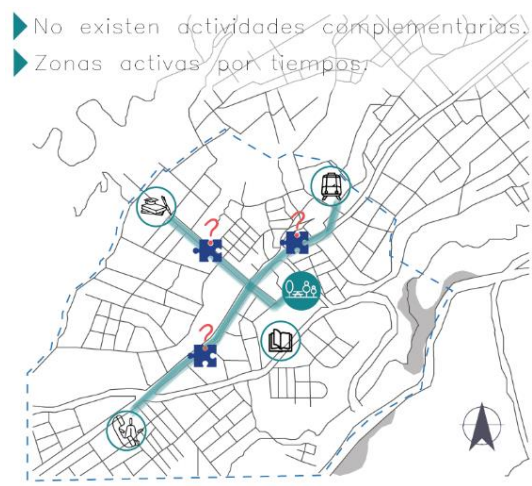 No existen actividades complementarias.
Zonas activas por tiempos.
?
?
?